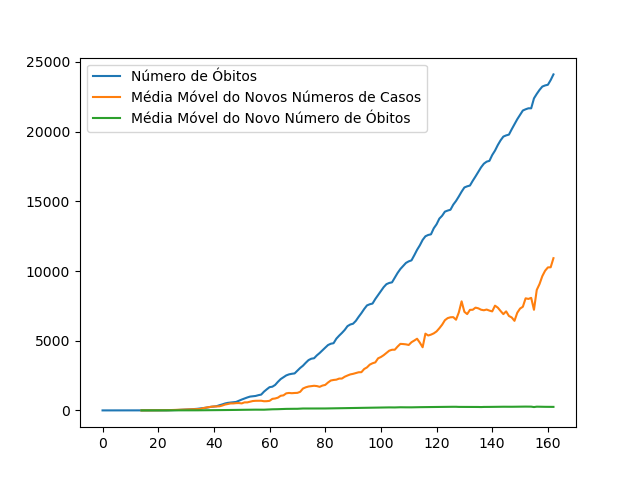 25000
20000
15000
10000
5000
0
Número de Óbitos
Média Móvel do Novos Números de Casos
Média Móvel do Novo Número de Óbitos
0 20 40 60 80 100 120 140 160